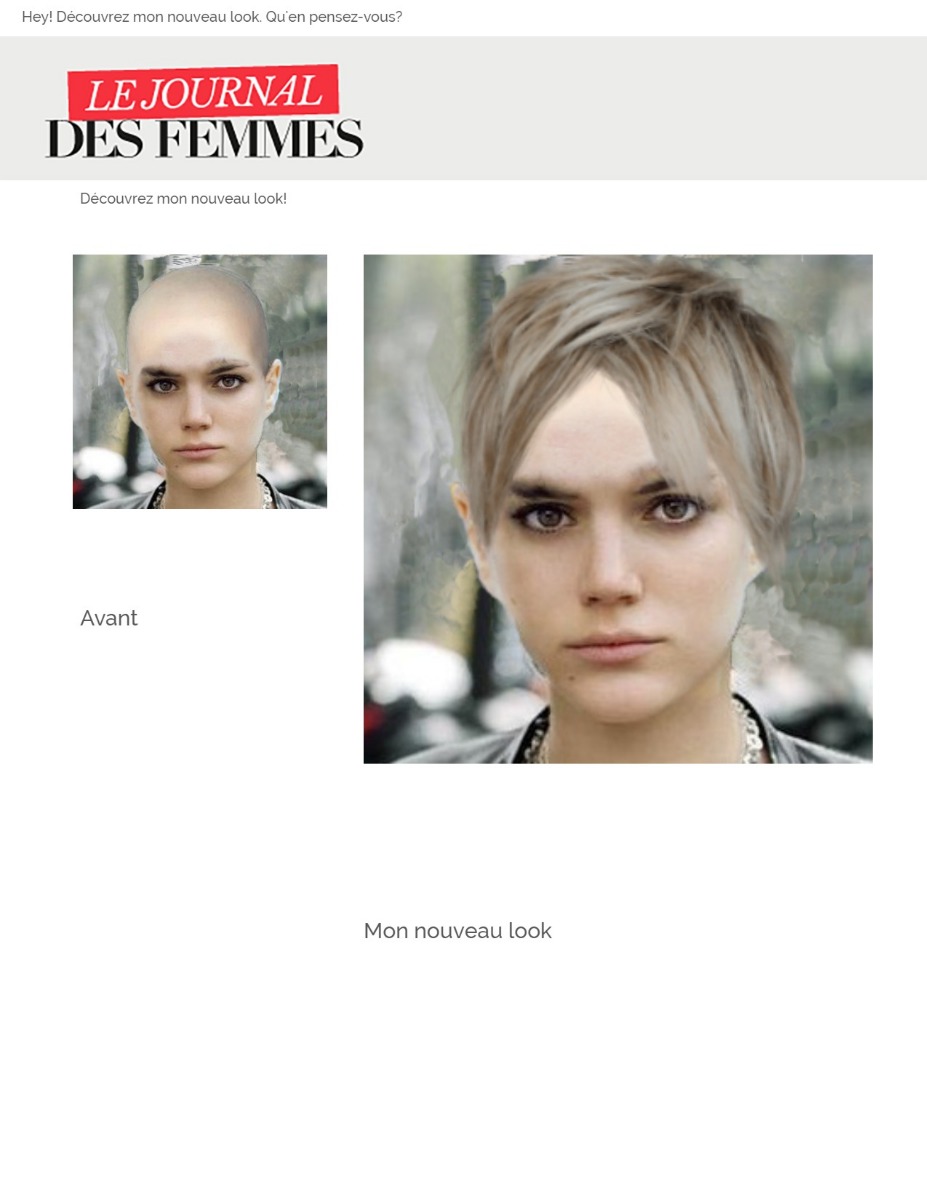 Hey! Découvrez mon nouveau look. Qu'en pensez-vous?
LE JOURNAL
DES FEMMES
Découvrez mon nouveau look!
Avant
Mon nouveau look